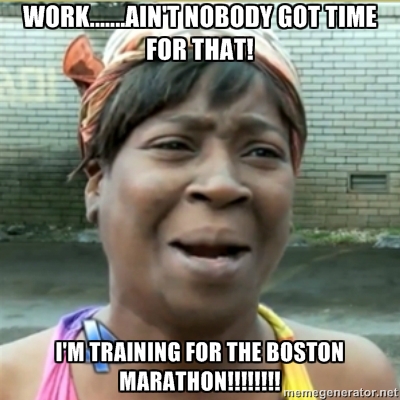 WORK.......AIN'T NOBODY GOT TIME
FOR THAT!
I'M TRAINING FOR THE BOSTON
MARATHON!!!!!!!!
memegenerator.net